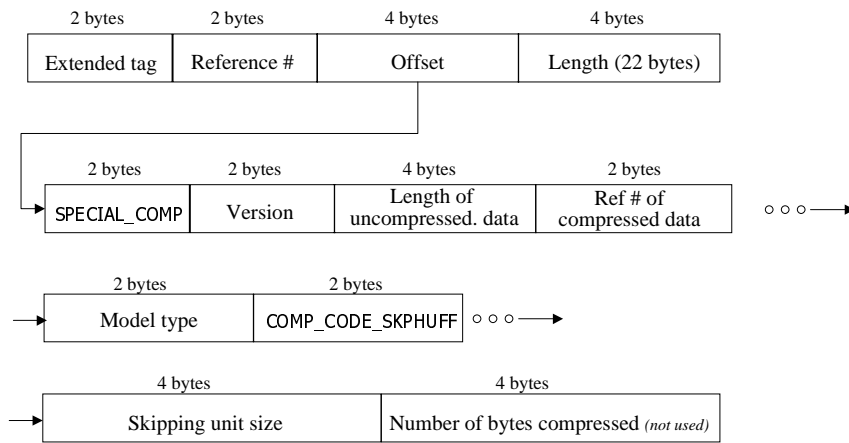 2 bytes 2 bytes 4 bytes 4 bytes
Extended tag Reference # Offset Length (22 bytes)
2 bytes 2 bytes 4 bytes 2 bytes
SPECIAL_COMP Version Length of uncompressed. data Ref # of compressed data
2 bytes 2 bytes
Model type COMP_CODE_SKPHUFF
4 bytes 4 bytes
Skipping unit size Number of bytes compressed (not used)